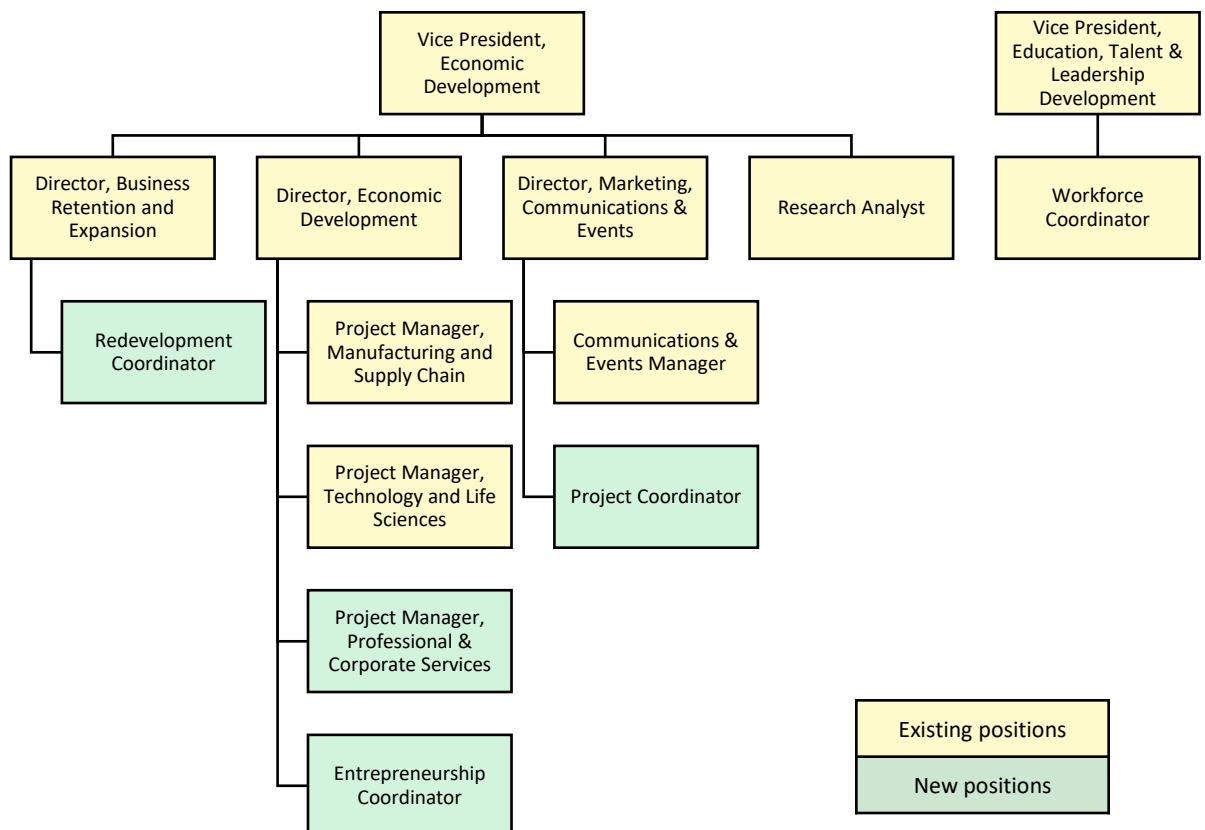 Vice President,
Economic
Development
Vice President,
Education, Talent &
Leadership
Development
Director, Business
Retention and
Expansion
Director, Economic
Development
Director, Marketing,
Communications &
Events
Research Analyst
Workforce
Coordinator
Redevelopment
Coordinator
Project Manager,
Manufacturing and
Supply Chain
Communications &
Events Manager
Project Manager,
Technology and Life
Sciences
Project Coordinator
Project Manager,
Professional &
Corporate Services
Entrepreneurship
Coordinator
Existing positions
New positions